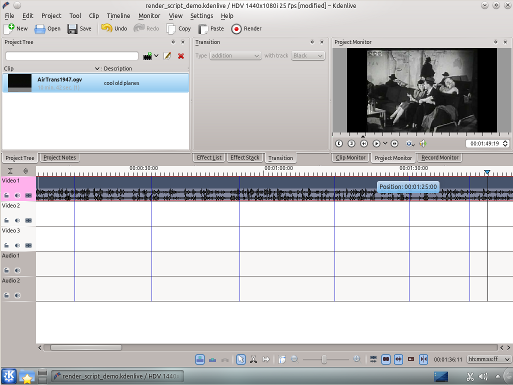 render_script_demo.kdenlive / HDV 1440x1080i 25 fps [modified] – Kdenlive
File Project Tool Clip Timeline Monitor View Settings Help
New Open Save Undo Redo Copy Paste Render
Project Tree Transition Project Monitor
Type addition with track Black
Clip Description
AirTrans1947.ogv
cool old planes
00:01:49:19
Project Tree Project Notes Effect List Effect Stack Transition Clip Monitor Project Monitor Record Monitor
00:00:30:00 00:01:00:00 00:01:30:00
Video 1
Position: 00:01:25:00
Video 2
Video 3
Audio 1
Audio 2
00:01:36:11 hh:mm:ss:ff
render_script_demo.kdenlive / HDV 1440